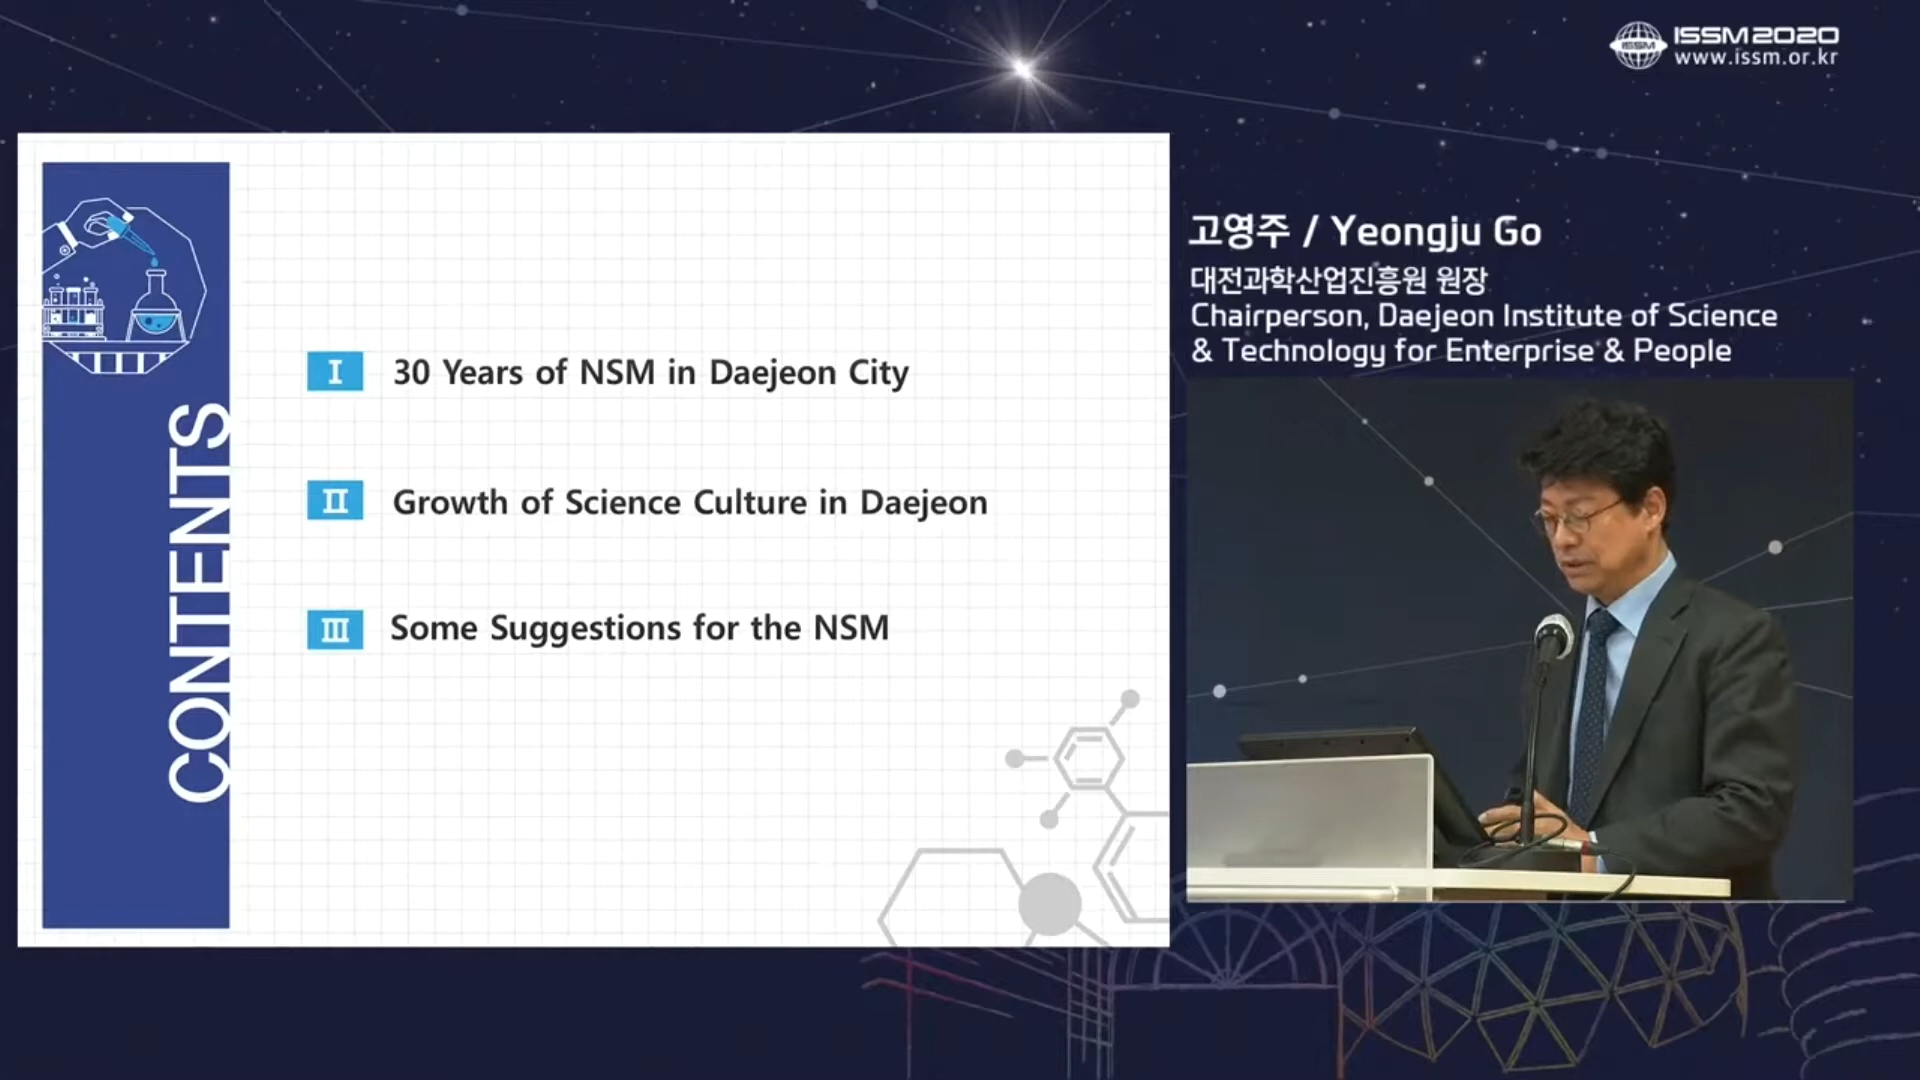 ISSM
ISSM2020
www.issm.or.kr
고영주 / Yeongju Go
대전과학산업진흥원 원장
Chairperson, Daejeon Institute of Science
& Technology for Enterprise & People
CONTENTS
I 30 Years of NSM in Daejeon City
II Growth of Science Culture in Daejeon
III Some Suggestions for the NSM